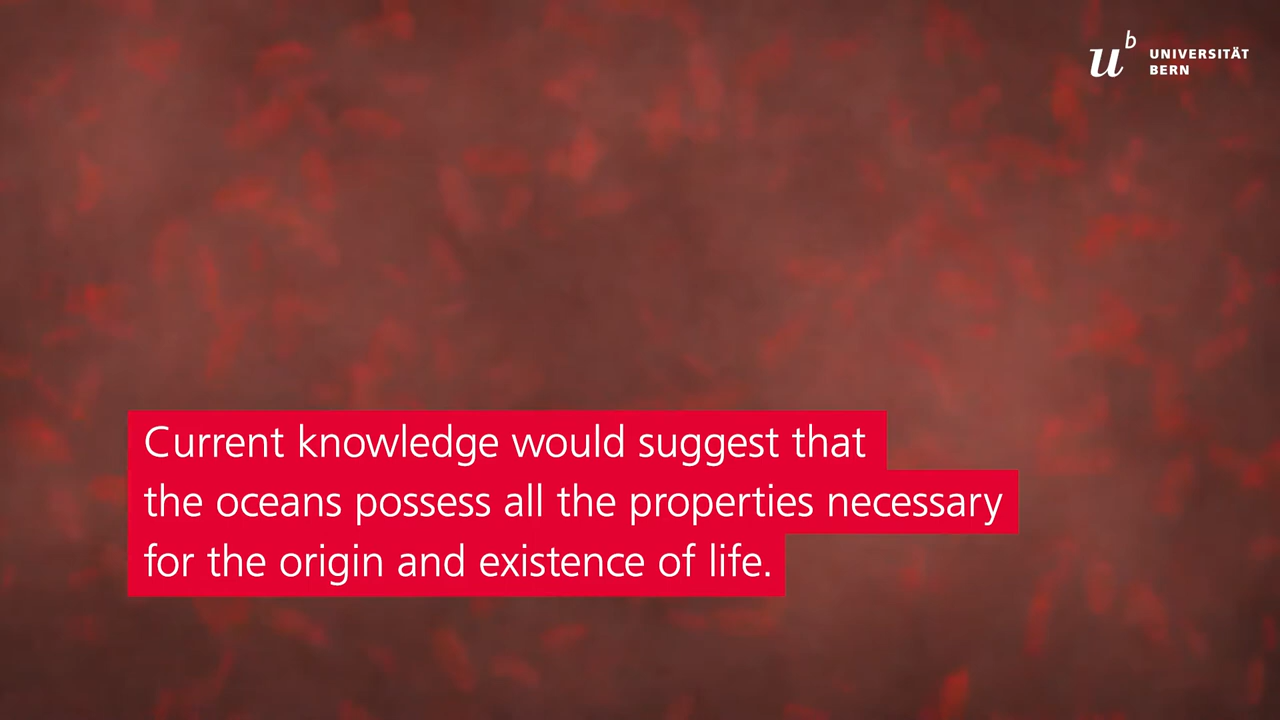 u b UNIVERSITÄT
BERN
Current knowledge would suggest that
the oceans possess all the properties necessary
for the origin and existence of life.